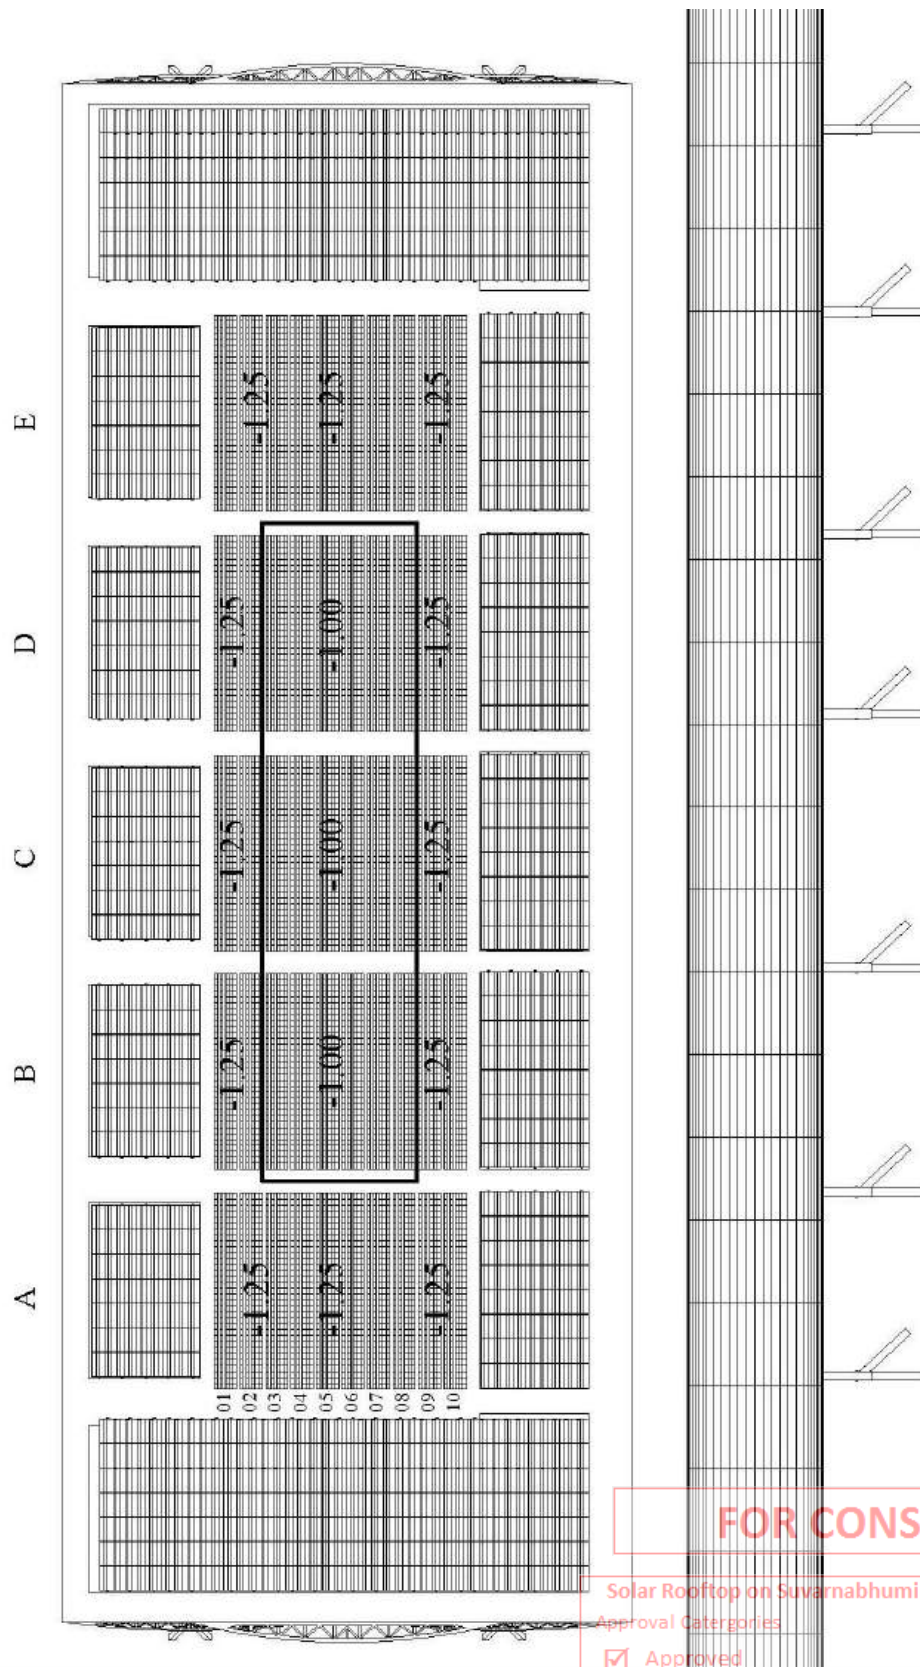 E
-1.25
-1.25
-1.25
D
-1.25
-1.00
-1.25
C
-1.25
-1.00
-1.25
B
-1.25
-1.00
-1.25
A
-1.25
-1.25
-1.25
01
02
03
04
05
06
07
08
09
10
FOR CONS
Solar Rooftop on Suvarnabhumi
Approval Catergories
☑ Approved